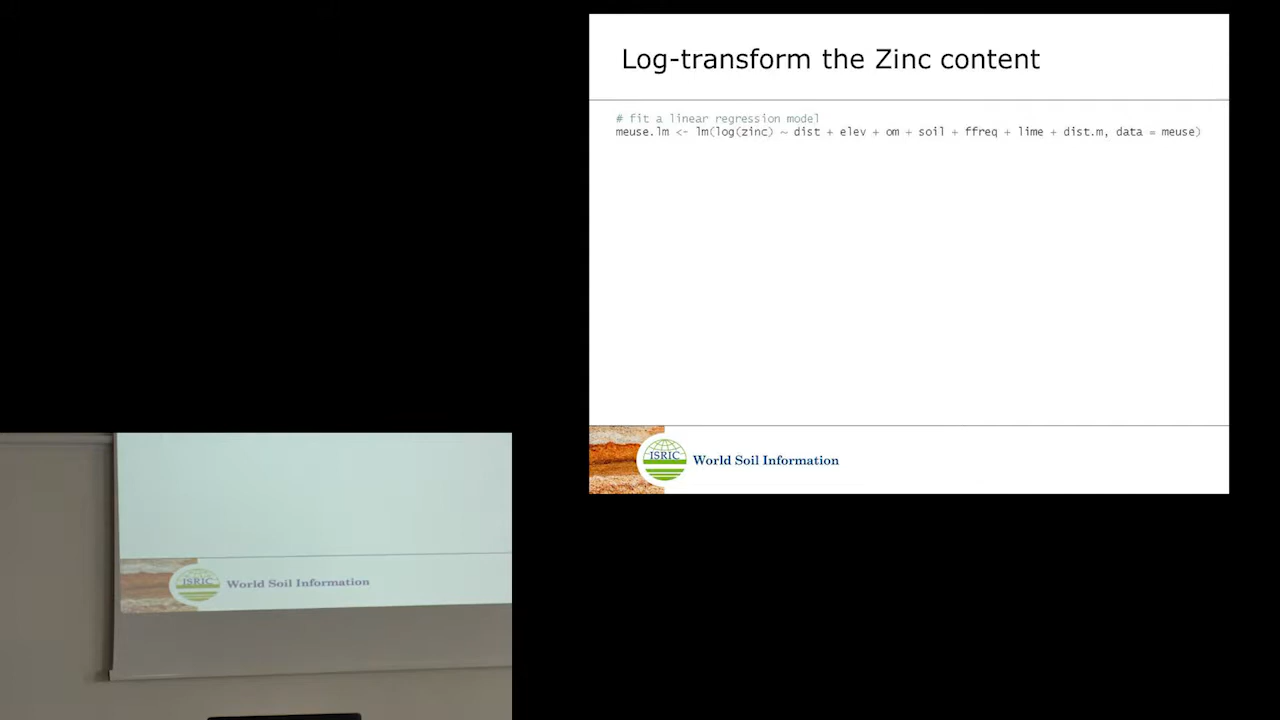 Log-transform the Zinc content
# fit a linear regression model
meuse.lm <- lm(log(zinc) ~ dist + elev + om + soil + ffreq + lime + dist.m, data = meuse)
ISRIC
World Soil Information
ISRIC
World Soil Information